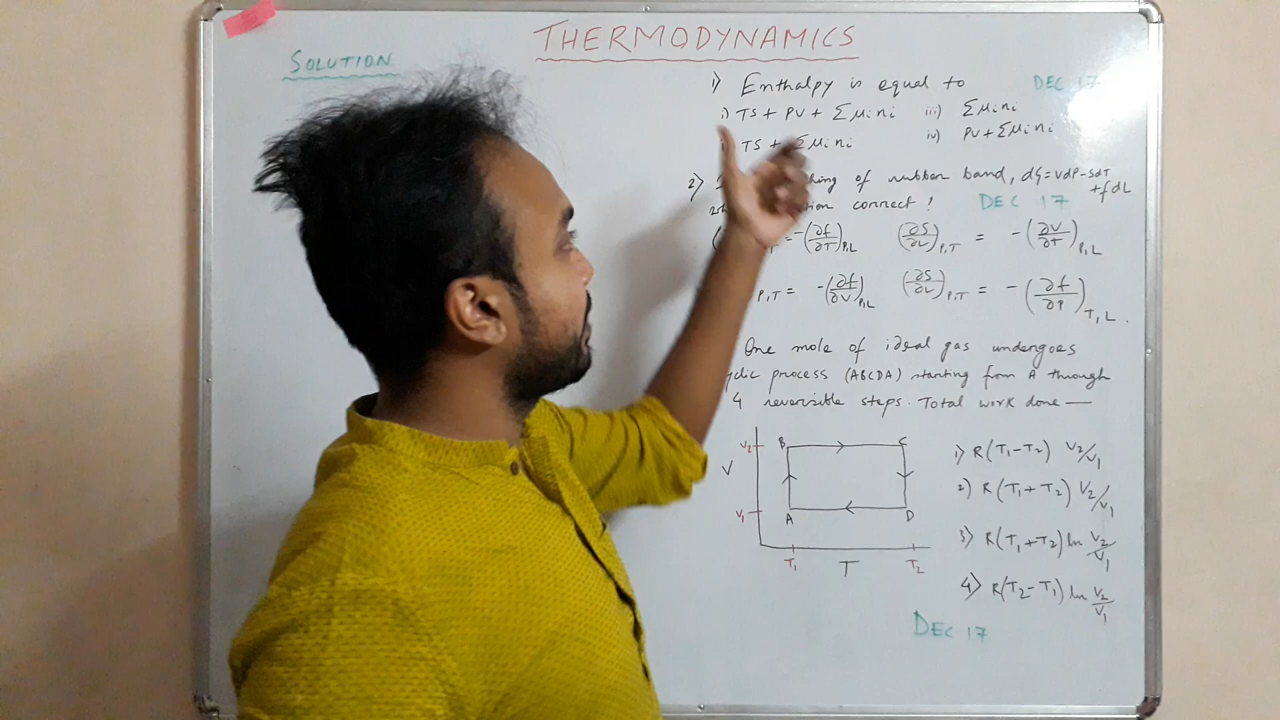 THERMODYNAMICS
SOLUTION
1) Enthalpy is equal to DEC 17
i) TS + PV + Σμini iii) Σμini
TS + Σμini iv) PV + Σμini
2) of rubber band, dG = VdP - SdT
+ fdL
correct! DEC 17
= -(∂f/∂T)P,L (∂S/∂L)P,T = -(∂V/∂T)P,L
P,T = -(∂f/∂V)P,L (∂S/∂L)P,T = -(∂f/∂P)T,L .
One mole of ideal gas undergoes
process (ABCDA) starting from A through
4 reversible steps. Total work done —
V2 B C
V
V1 A D
T1 T T2
1) R(T1-T2) V2/V1
2) R(T1+T2) V2/V1
3) R(T1+T2) ln V2/V1
4) R(T2-T1) ln V2/V1
DEC 17